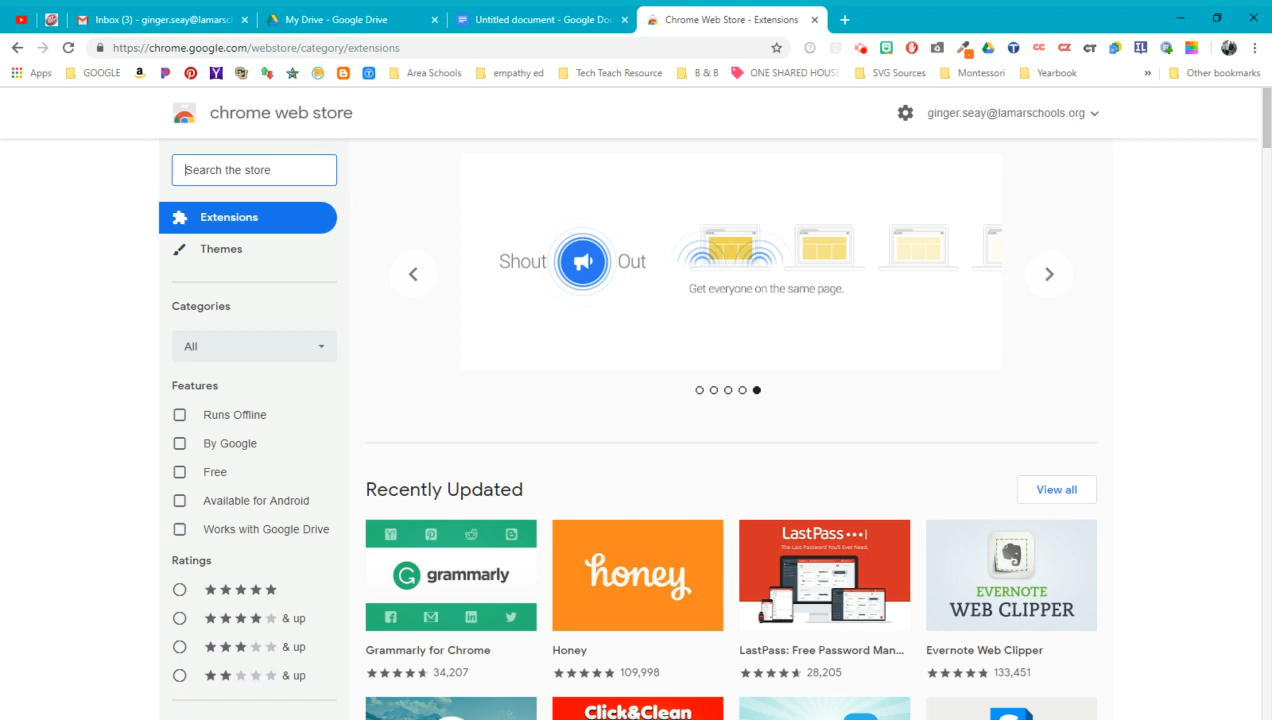 Inbox (3) - ginger.seay@lamarsch
My Drive - Google Drive
Untitled document - Google Doc
Chrome Web Store - Extensions
https://chrome.google.com/webstore/category/extensions
Apps
GOOGLE
Area Schools
empathy ed
Tech Teach Resource
B & B
ONE SHARED HOUS
SVG Sources
Montessori
Yearbook
»
Other bookmarks
chrome web store
ginger.seay@lamarschools.org
Search the store
Extensions
Themes
Categories
All
Features
Runs Offline
By Google
Free
Available for Android
Works with Google Drive
Ratings
& up
& up
& up
Shout Out
Get everyone on the same page.
Recently Updated
View all
grammarly
Grammarly for Chrome
34,207
honey
Honey
109,998
LastPass •••|
The Last Password You'll Ever Need.
LastPass: Free Password Man...
28,205
EVERNOTE
WEB CLIPPER
Evernote Web Clipper
133,451
Click&Clean